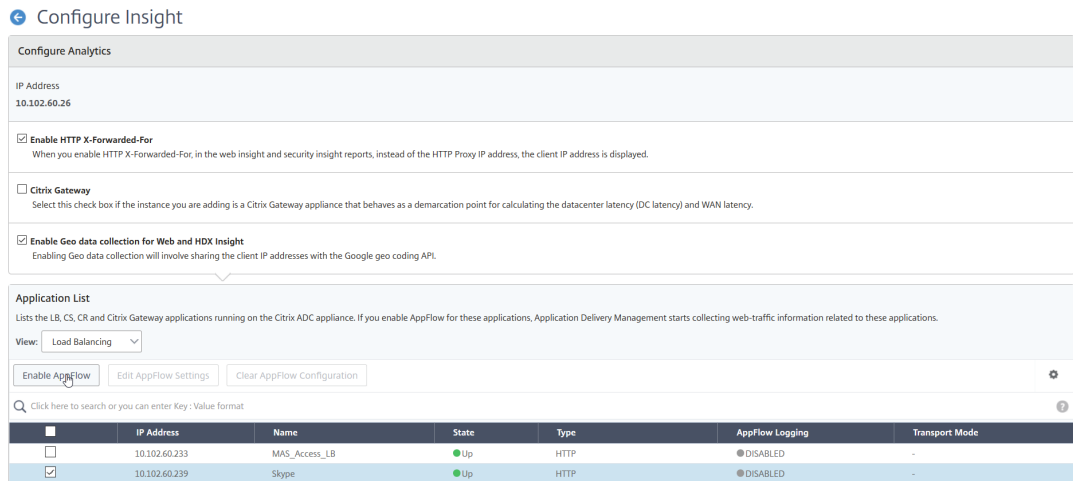 Configure Insight
Configure Analytics
IP Address
10.102.60.26
Enable HTTP X-Forwarded-For
When you enable HTTP X-Forwarded-For, in the web insight and security insight reports, instead of the HTTP Proxy IP address, the client IP address is displayed.
Citrix Gateway
Select this check box if the instance you are adding is a Citrix Gateway appliance that behaves as a demarcation point for calculating the datacenter latency (DC latency) and WAN latency.
Enable Geo data collection for Web and HDX Insight
Enabling Geo data collection will involve sharing the client IP addresses with the Google geo coding API.
Application List
Lists the LB, CS, CR and Citrix Gateway applications running on the Citrix ADC appliance. If you enable AppFlow for these applications, Application Delivery Management starts collecting web-traffic information related to these applications.
View: Load Balancing
Enable AppFlow Edit AppFlow Settings Clear AppFlow Configuration
Click here to search or you can enter Key : Value format ?
IP Address Name State Type AppFlow Logging Transport Mode
10.102.60.233 MAS_Access_LB Up HTTP DISABLED -
10.102.60.239 Skype Up HTTP DISABLED -